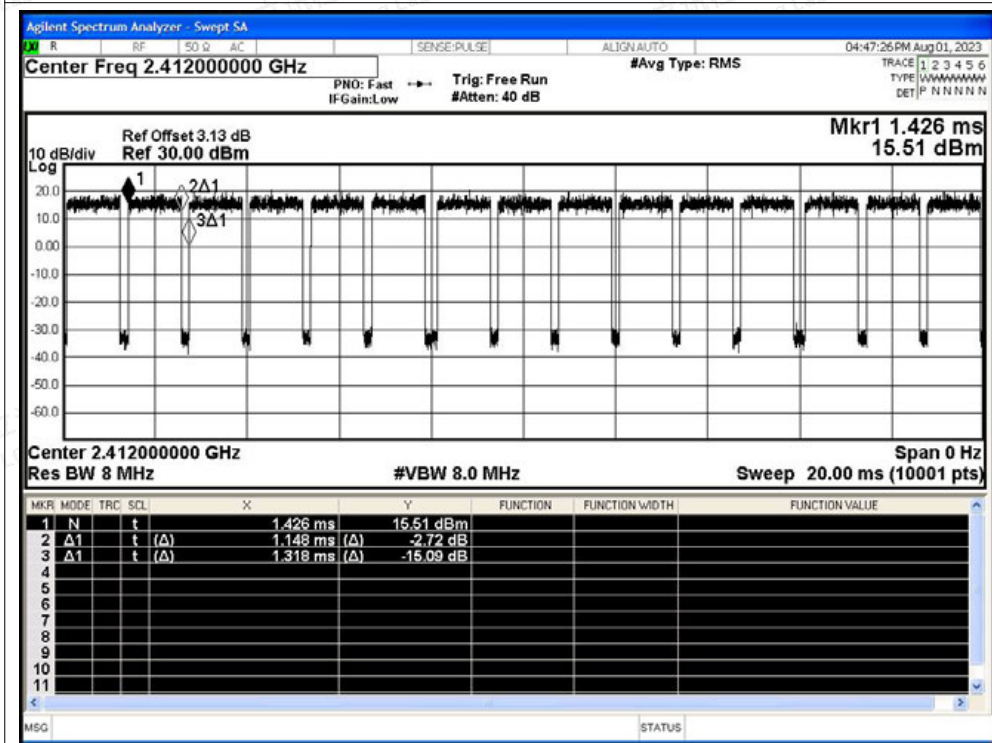 Agilent Spectrum Analyzer - Swept SA
LXI R RF 50 Ω AC SENSE:PULSE ALIGN AUTO 04:47:26 PM Aug 01, 2023
Center Freq 2.412000000 GHz
PNO: Fast
IFGain:Low
Trig: Free Run
#Atten: 40 dB
#Avg Type: RMS
TRACE 1 2 3 4 5 6
TYPE WWWWWW
DET P N N N N N
Mkr1 1.426 ms
15.51 dBm
Ref Offset 3.13 dB
10 dB/div Ref 30.00 dBm
Log
1
2Δ1
3Δ1
20.0
10.0
0.00
-10.0
-20.0
-30.0
-40.0
-50.0
-60.0
Center 2.412000000 GHz Span 0 Hz
Res BW 8 MHz #VBW 8.0 MHz Sweep 20.00 ms (10001 pts)
MKR MODE TRC SCL X Y FUNCTION FUNCTION WIDTH FUNCTION VALUE
1 N t 1.426 ms 15.51 dBm
2 Δ1 t (Δ) 1.148 ms (Δ) -2.72 dB
3 Δ1 t (Δ) 1.318 ms (Δ) -15.09 dB
4
5
6
7
8
9
10
11
MSG STATUS